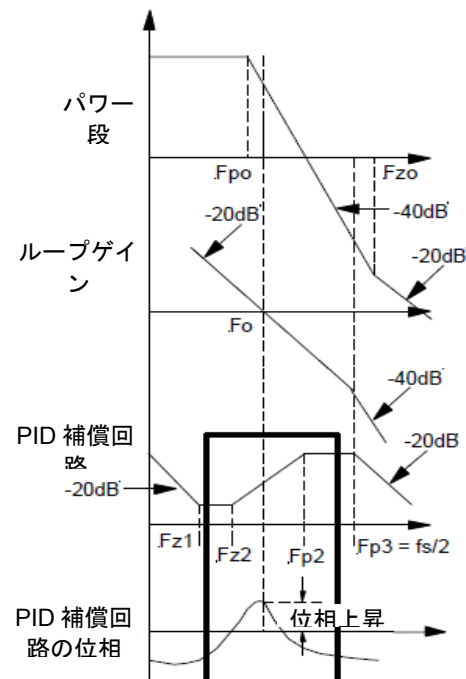 パワー
段
Fpo
Fzo
-40dB
-20dB
-20dB
ループゲイ
ン
Fo
-40dB
PID 補償回
路
-20dB
-20dB
Fz1
Fz2
Fp2
Fp3 = fs/2
PID 補償回
路の位相
位相上昇